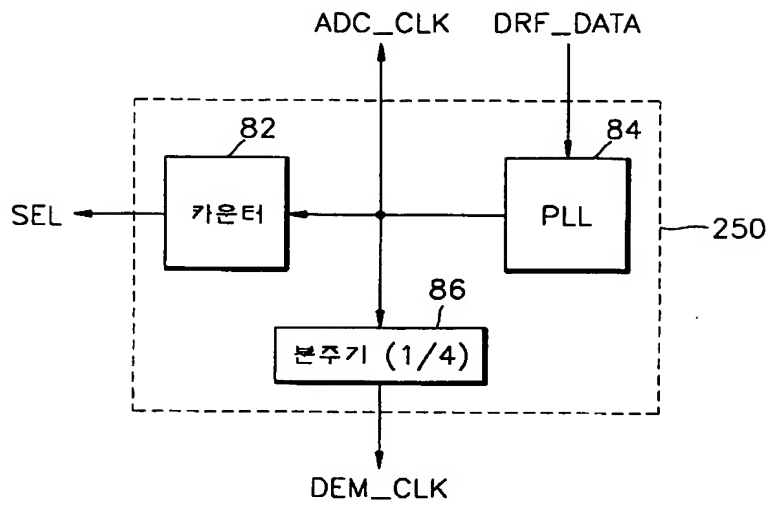 ADC_CLK DRF_DATA
82
84
SEL
카운터
PLL
250
86
분주기 (1/4)
DEM_CLK